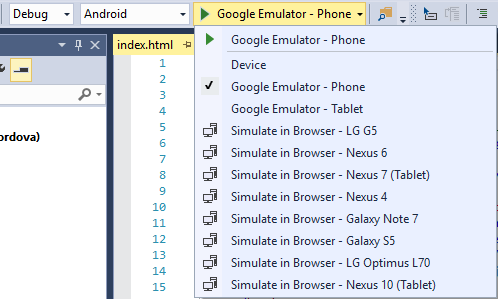 Debug Android Google Emulator - Phone
index.html
Google Emulator - Phone
Device
Google Emulator - Phone
Google Emulator - Tablet
Simulate in Browser - LG G5
Simulate in Browser - Nexus 6
Simulate in Browser - Nexus 7 (Tablet)
Simulate in Browser - Nexus 4
Simulate in Browser - Galaxy Note 7
Simulate in Browser - Galaxy S5
Simulate in Browser - LG Optimus L70
Simulate in Browser - Nexus 10 (Tablet)
ordova)
1
2
3
4
5
6
7
8
9
10
11
12
13
14
15